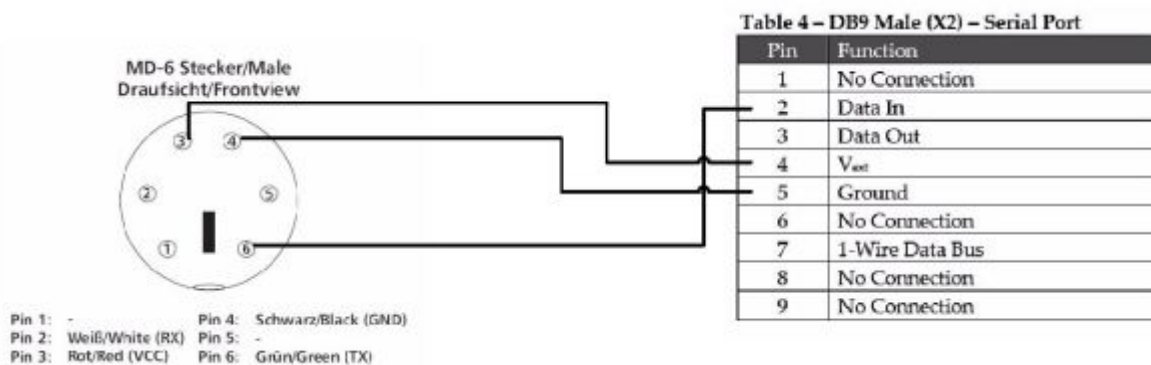 MD-6 Stecker/Male
Draufsicht/Frontview
3
4
2
5
1
6
Pin 1: - Pin 4: Schwarz/Black (GND)
Pin 2: Weiß/White (RX) Pin 5: -
Pin 3: Rot/Red (VCC) Pin 6: Grün/Green (TX)
Table 4 – DB9 Male (X2) – Serial Port
Pin Function
1 No Connection
2 Data In
3 Data Out
4 Vext
5 Ground
6 No Connection
7 1-Wire Data Bus
8 No Connection
9 No Connection